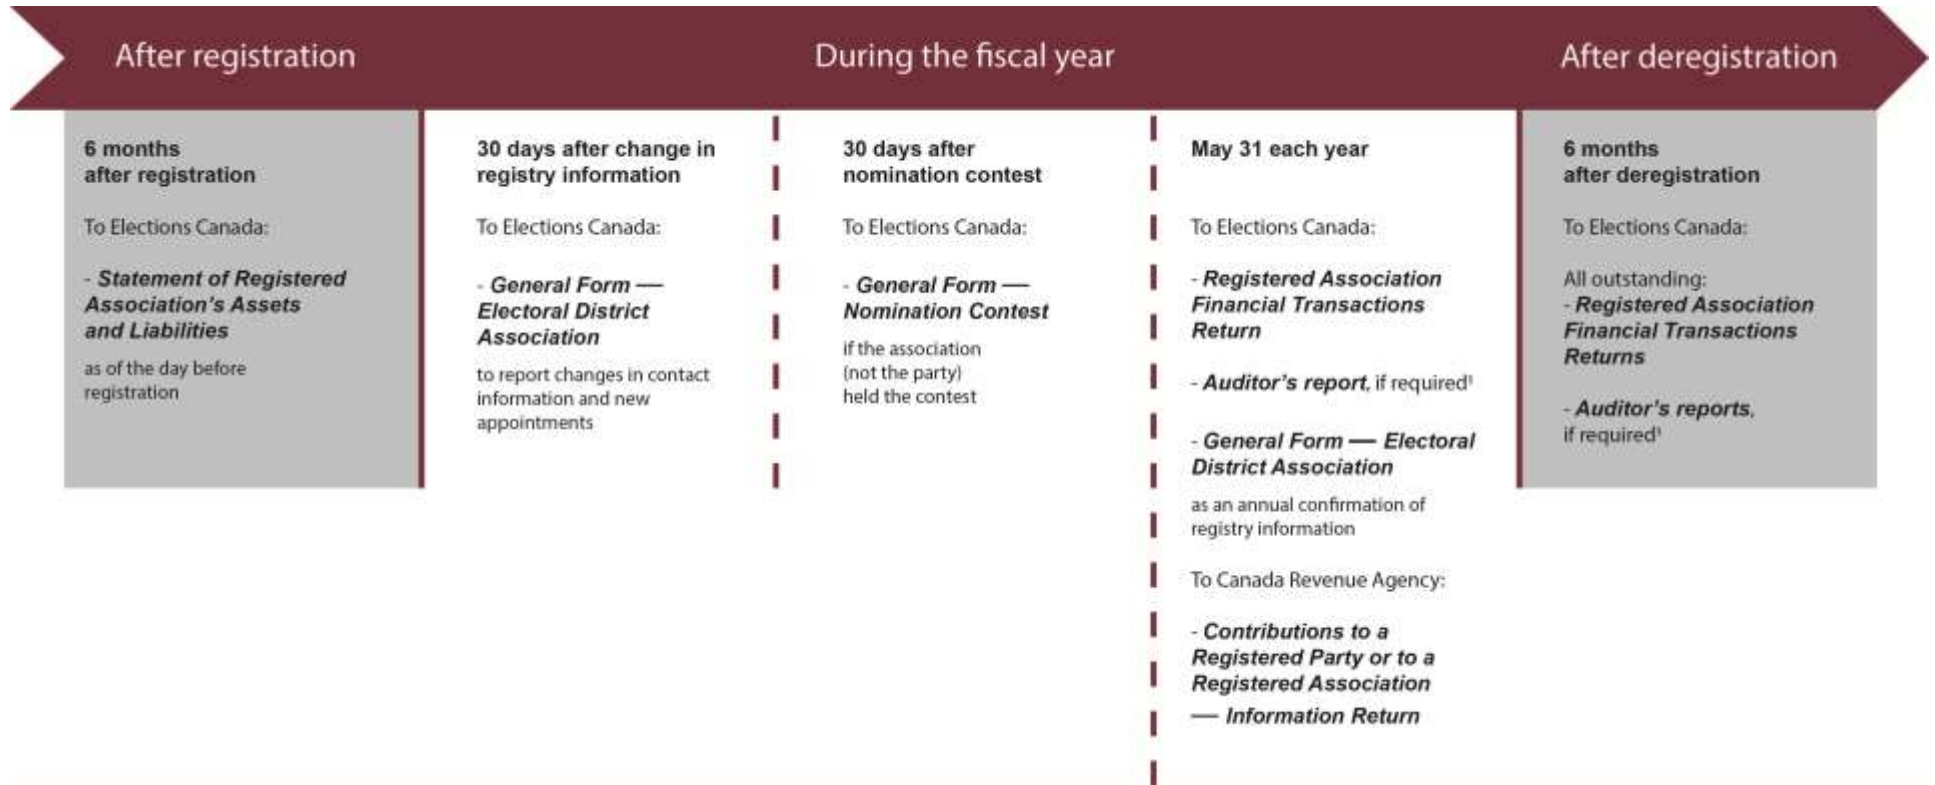 After registration
During the fiscal year
After deregistration
6 months
after registration
To Elections Canada:
- Statement of Registered
Association's Assets
and Liabilities
as of the day before
registration
30 days after change in
registry information
To Elections Canada:
- General Form —
Electoral District
Association
to report changes in contact
information and new
appointments
30 days after
nomination contest
To Elections Canada:
- General Form —
Nomination Contest
if the association
(not the party)
held the contest
May 31 each year
To Elections Canada:
- Registered Association
Financial Transactions
Return
- Auditor's report, if required¹
- General Form — Electoral
District Association
as an annual confirmation of
registry information
To Canada Revenue Agency:
- Contributions to a
Registered Party or to a
Registered Association
— Information Return
6 months
after deregistration
To Elections Canada:
All outstanding:
- Registered Association
Financial Transactions
Returns
- Auditor's reports,
if required¹